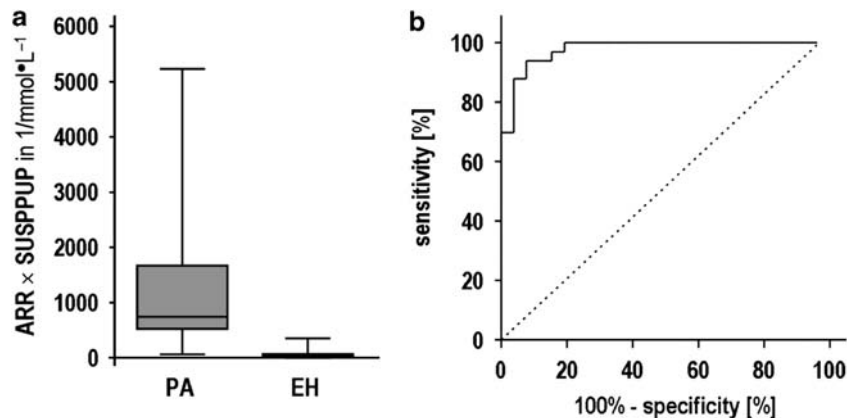 a
ARR × SUSPPUP in 1/mmol•L⁻¹
6000
5000
4000
3000
2000
1000
0
PA EH
b
sensitivity [%]
100
80
60
40
20
0
0 20 40 60 80 100
100% - specificity [%]